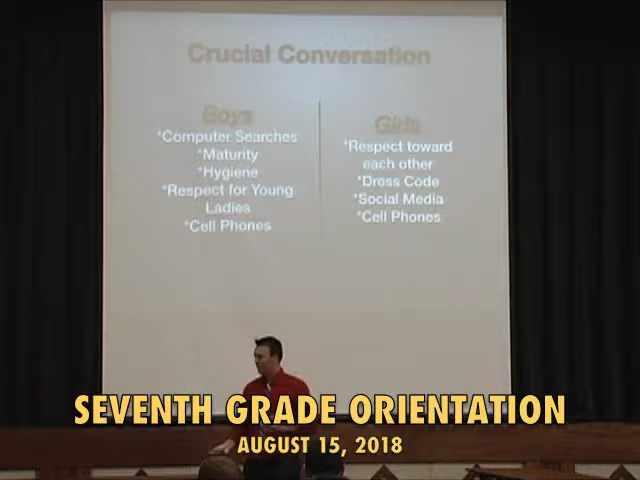 Crucial Conversation
Boys
*Computer Searches
*Maturity
*Hygiene
*Respect for Young
Ladies
*Cell Phones
Girls
*Respect toward
each other
*Dress Code
*Social Media
*Cell Phones
SEVENTH GRADE ORIENTATION
AUGUST 15, 2018